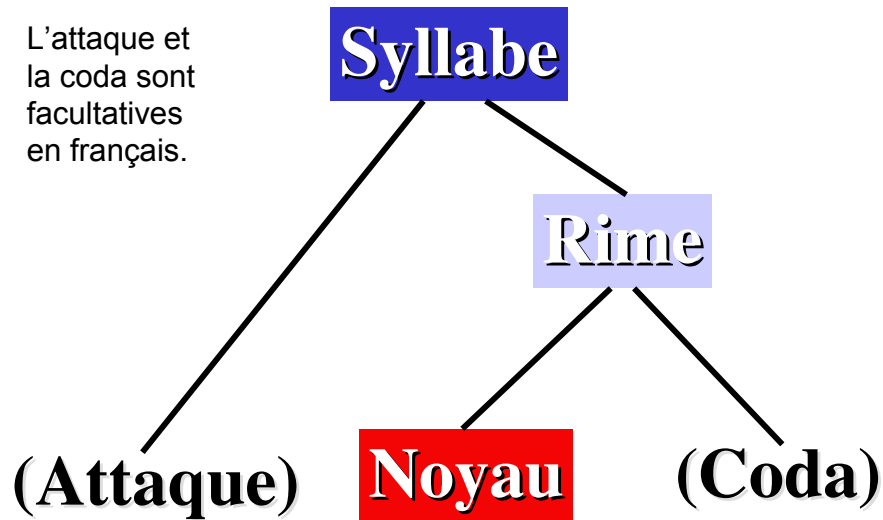 L’attaque et
la coda sont
facultatives
en français.
Syllabe
Rime
(Attaque)
Noyau
(Coda)